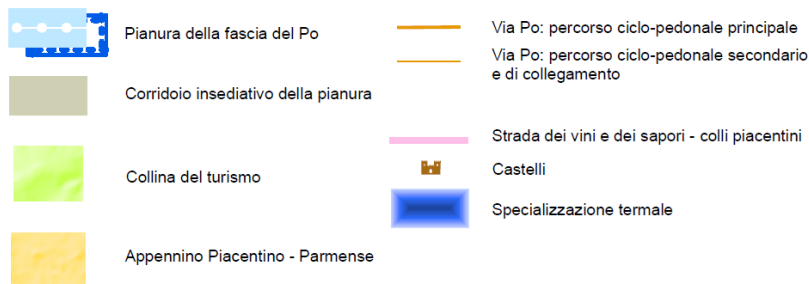 Pianura della fascia del Po
Corridoio insediativo della pianura
Collina del turismo
Appennino Piacentino - Parmense
Via Po: percorso ciclo-pedonale principale
Via Po: percorso ciclo-pedonale secondario
e di collegamento
Strada dei vini e dei sapori - colli piacentini
Castelli
Specializzazione termale